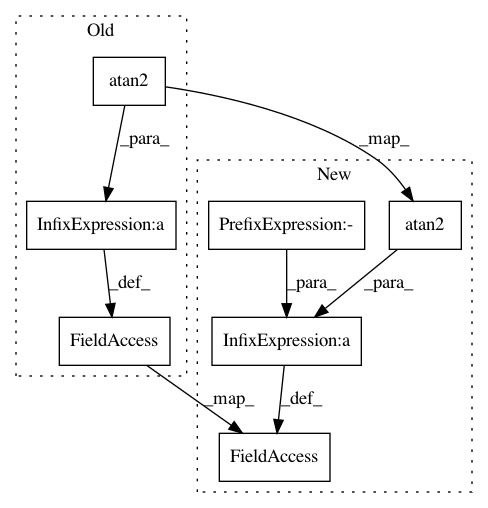 Old
atan2
_para_
_map_
New
InfixExpression:a
PrefixExpression:-
atan2
_def_
_para_
_para_
FieldAccess
InfixExpression:a
_map_
_def_
FieldAccess